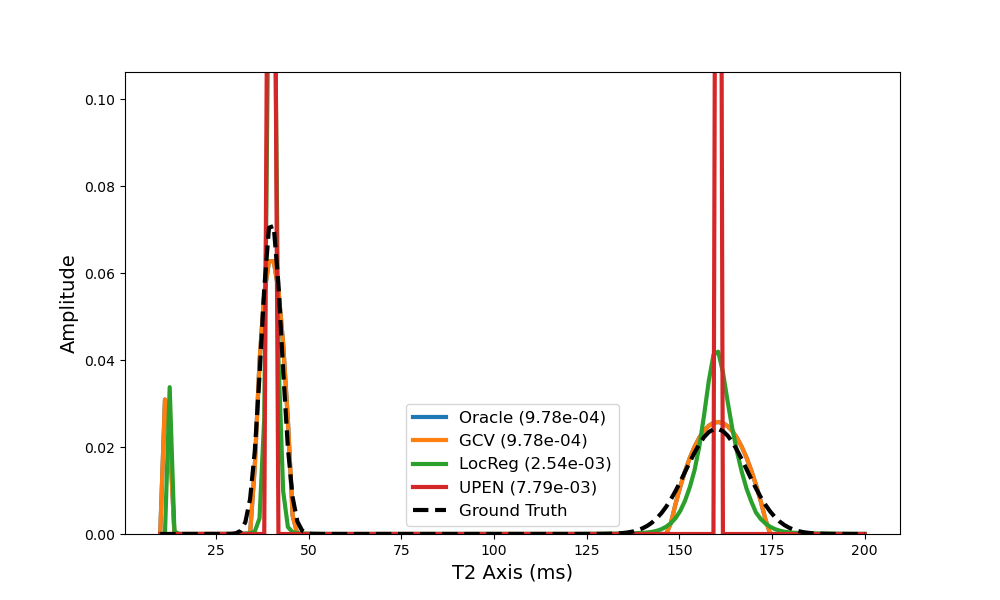 0.10
0.08
0.06
0.04
0.02
0.00
Amplitude
Oracle (9.78e-04)
GCV (9.78e-04)
LocReg (2.54e-03)
UPEN (7.79e-03)
Ground Truth
25 50 75 100 125 150 175 200
T2 Axis (ms)